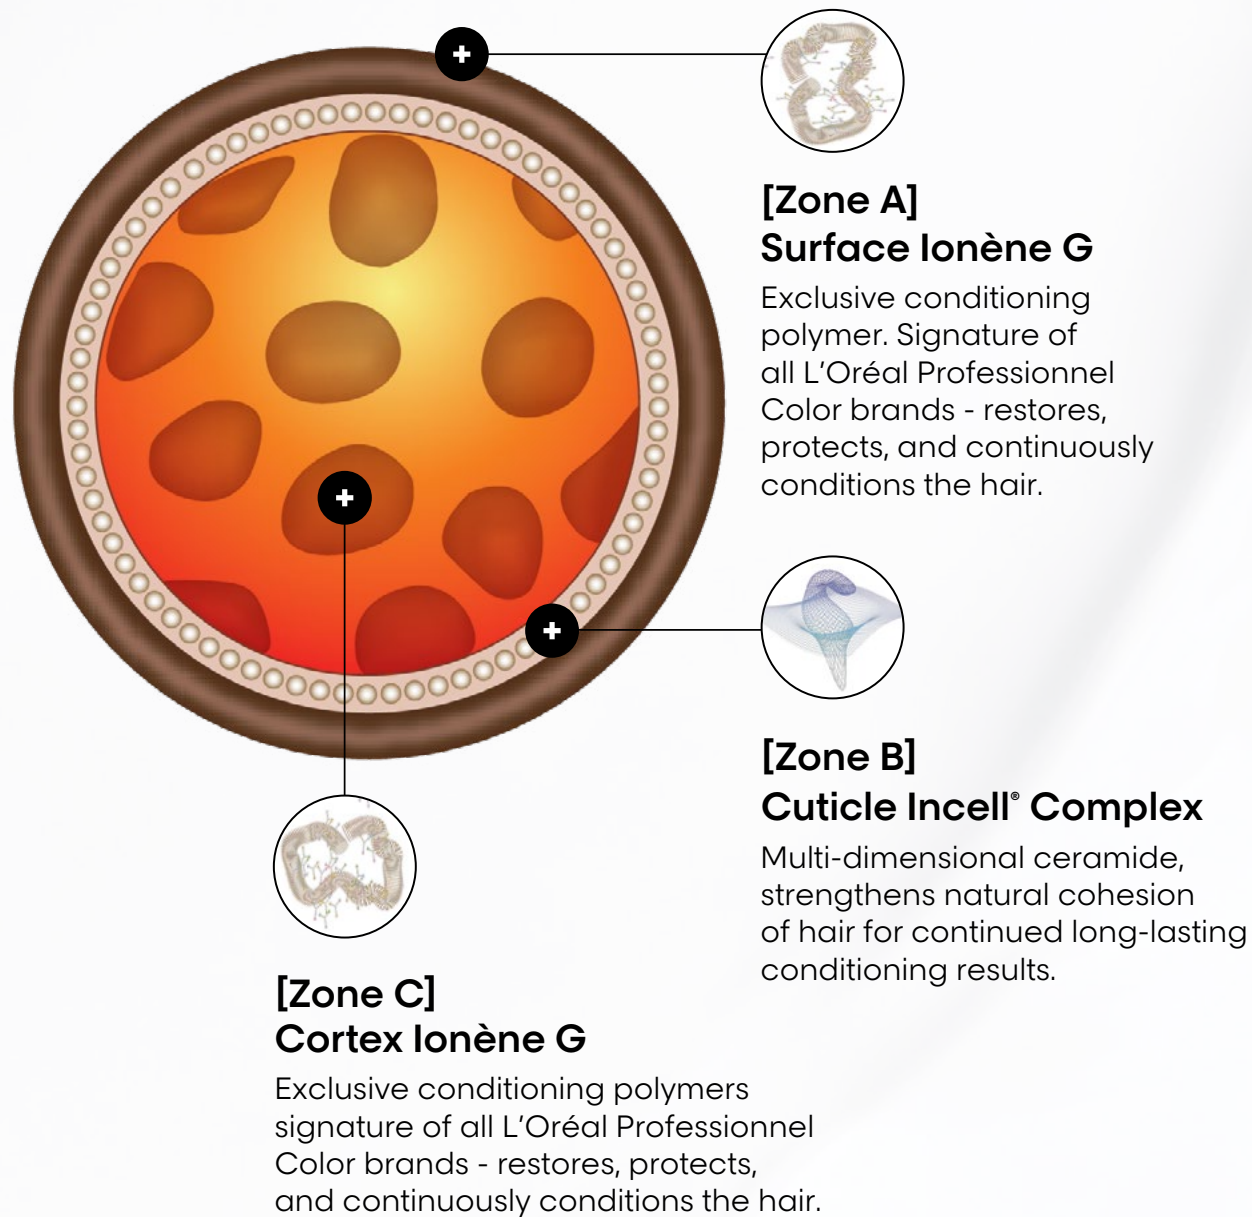 [Zone A]
Surface Ionène G
Exclusive conditioning
polymer. Signature of
all L'Oréal Professionnel
Color brands - restores,
protects, and continuously
conditions the hair.
[Zone B]
Cuticle Incell® Complex
Multi-dimensional ceramide,
strengthens natural cohesion
of hair for continued long-lasting
conditioning results.
[Zone C]
Cortex Ionène G
Exclusive conditioning polymers
signature of all L'Oréal Professionnel
Color brands - restores, protects,
and continuously conditions the hair.